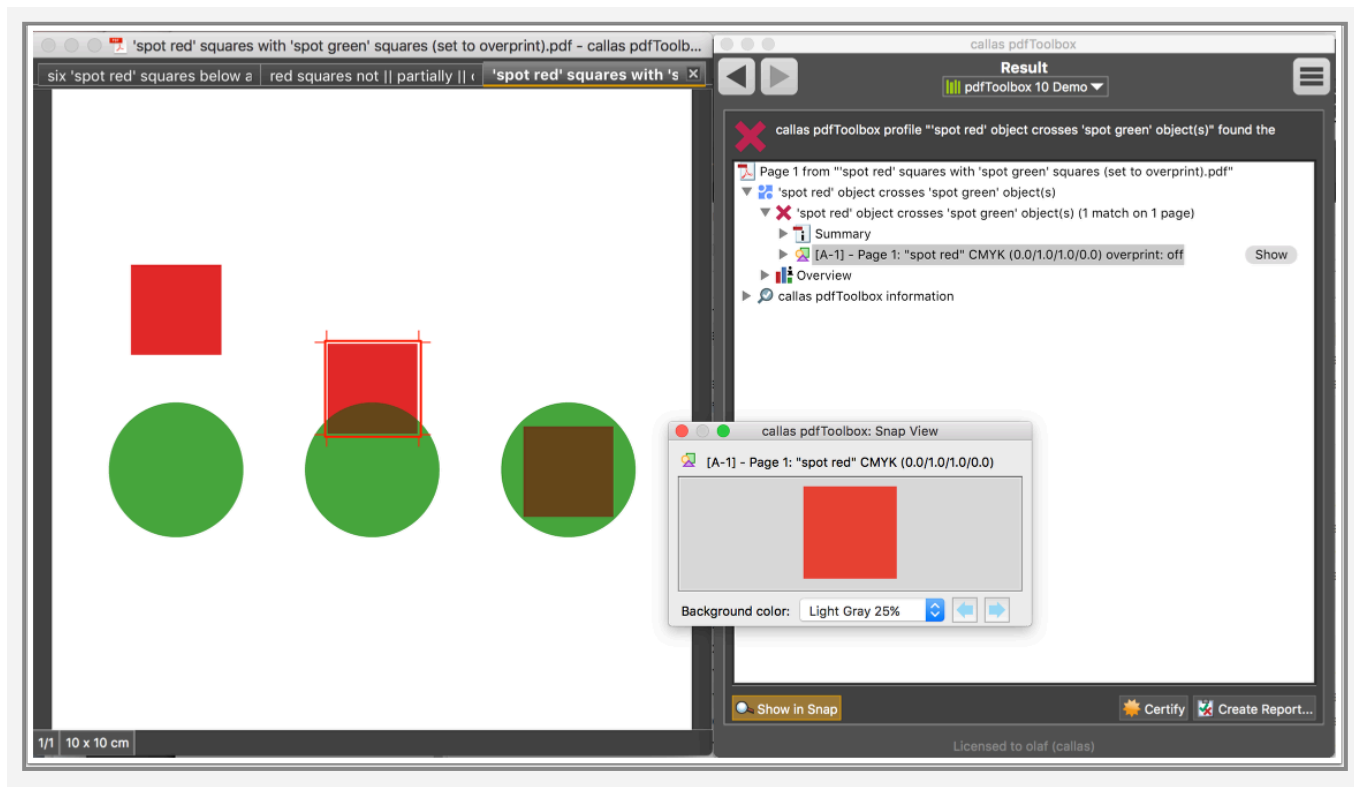 'spot red' squares with 'spot green' squares (set to overprint).pdf - callas pdfToolb...
six 'spot red' squares below a
red squares not || partially || c
'spot red' squares with 's
1/1
10 x 10 cm
callas pdfToolbox
Result
pdfToolbox 10 Demo
callas pdfToolbox profile "'spot red' object crosses 'spot green' object(s)" found the
Page 1 from "'spot red' squares with 'spot green' squares (set to overprint).pdf"
'spot red' object crosses 'spot green' object(s)
'spot red' object crosses 'spot green' object(s) (1 match on 1 page)
Summary
[A-1] - Page 1: "spot red" CMYK (0.0/1.0/1.0/0.0) overprint: off
Show
Overview
callas pdfToolbox information
callas pdfToolbox: Snap View
[A-1] - Page 1: "spot red" CMYK (0.0/1.0/1.0/0.0)
Background color:
Light Gray 25%
Show in Snap
Certify
Create Report...
Licensed to olaf (callas)